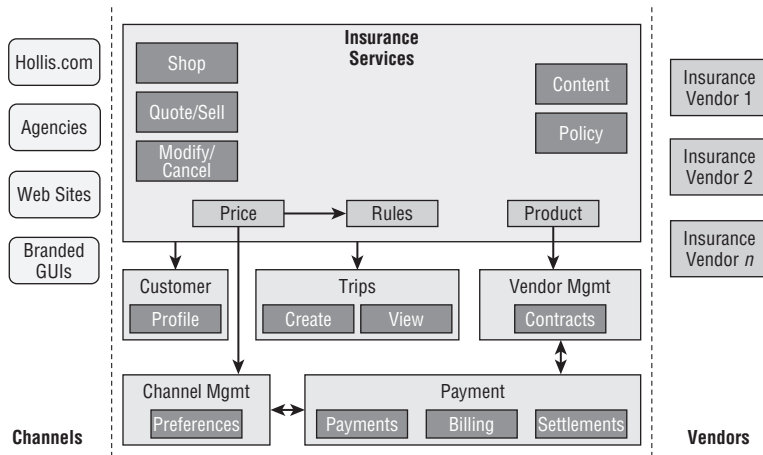 Hollis.com
Agencies
Web Sites
Branded
GUIs
Channels
Insurance
Services
Shop
Quote/Sell
Modify/
Cancel
Content
Policy
Price
Rules
Product
Customer
Profile
Trips
Create
View
Vendor Mgmt
Contracts
Channel Mgmt
Preferences
Payment
Payments
Billing
Settlements
Insurance
Vendor 1
Insurance
Vendor 2
Insurance
Vendor n
Vendors